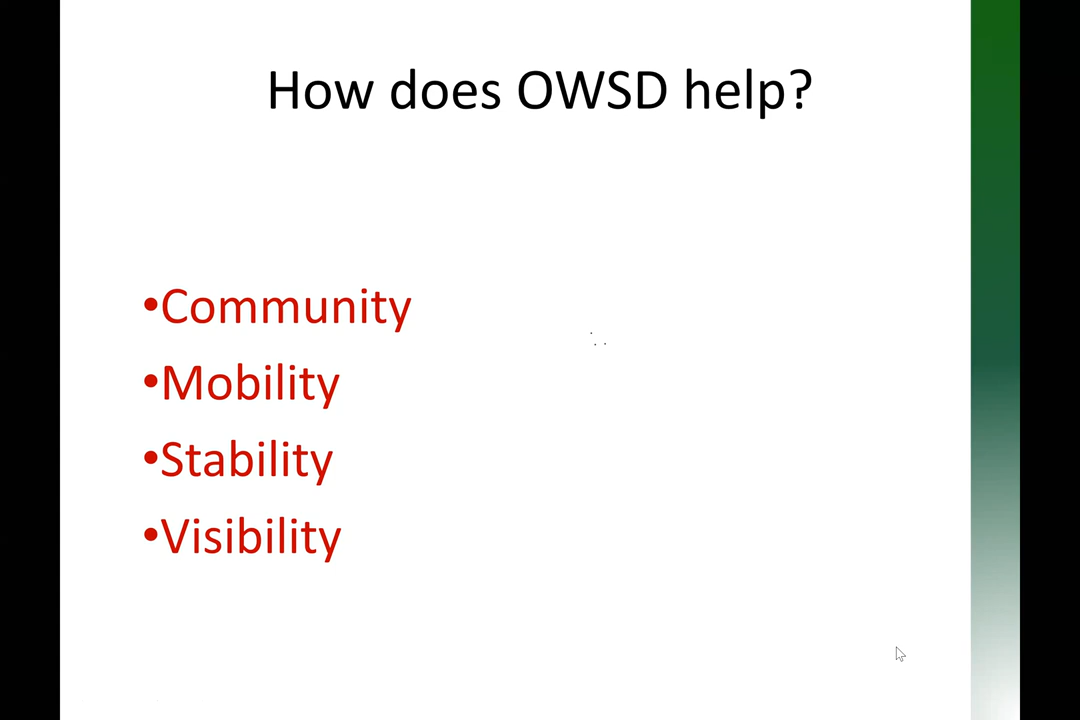 How does OWSD help?
•Community
•Mobility
•Stability
•Visibility